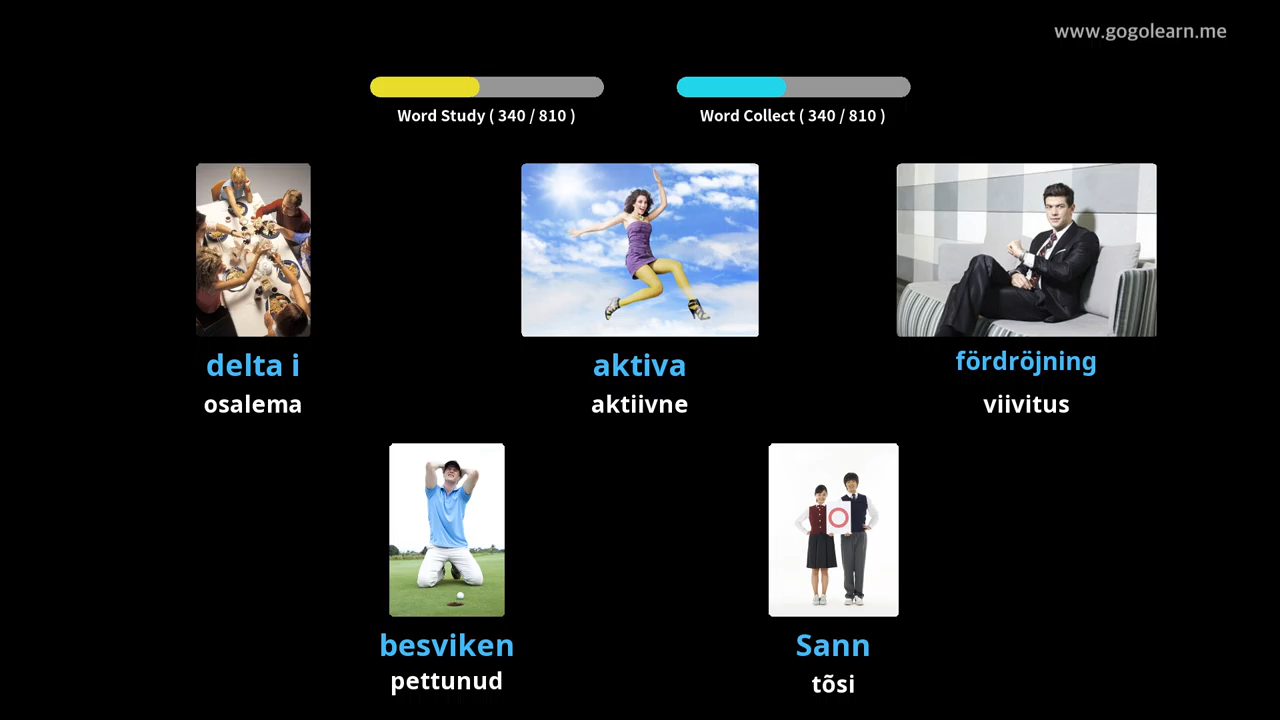 www.gogolearn.me
Word Study ( 340 / 810 )
Word Collect ( 340 / 810 )
delta i
aktiva
fördröjning
osalema
aktiivne
viivitus
besviken
Sann
pettunud
tõsi